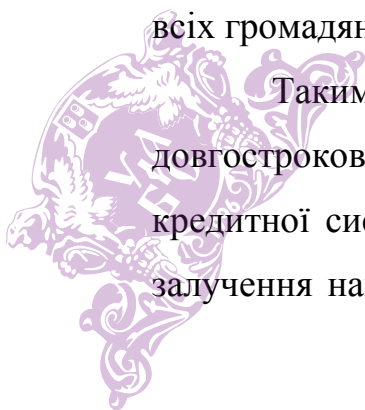 всіх громадян
Таким
довгостроков
кредитної сис
залучення на